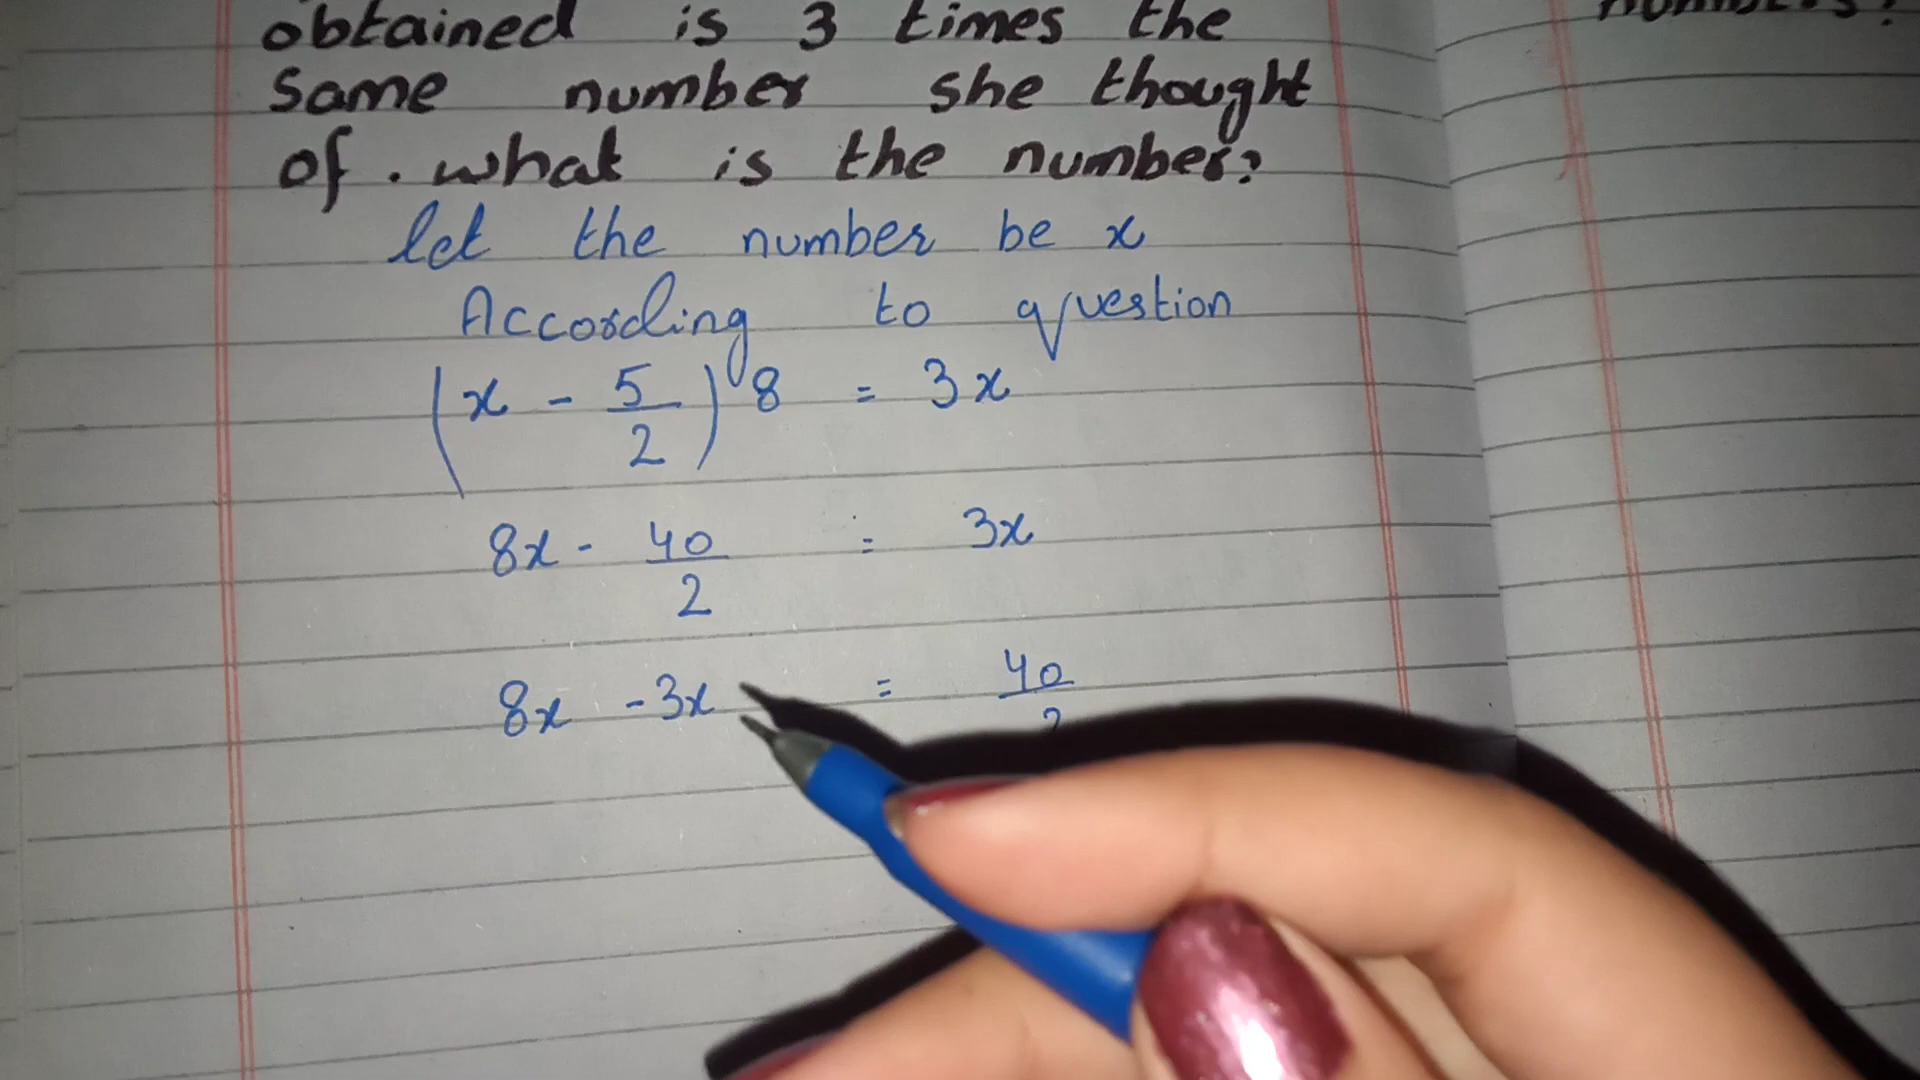 obtained is 3 times the
same number she thought
of. what is the number?
let the number be x
According to question
(x - 5/2) 8 = 3x
8x - 40/2 = 3x
8x - 3x = 40/2